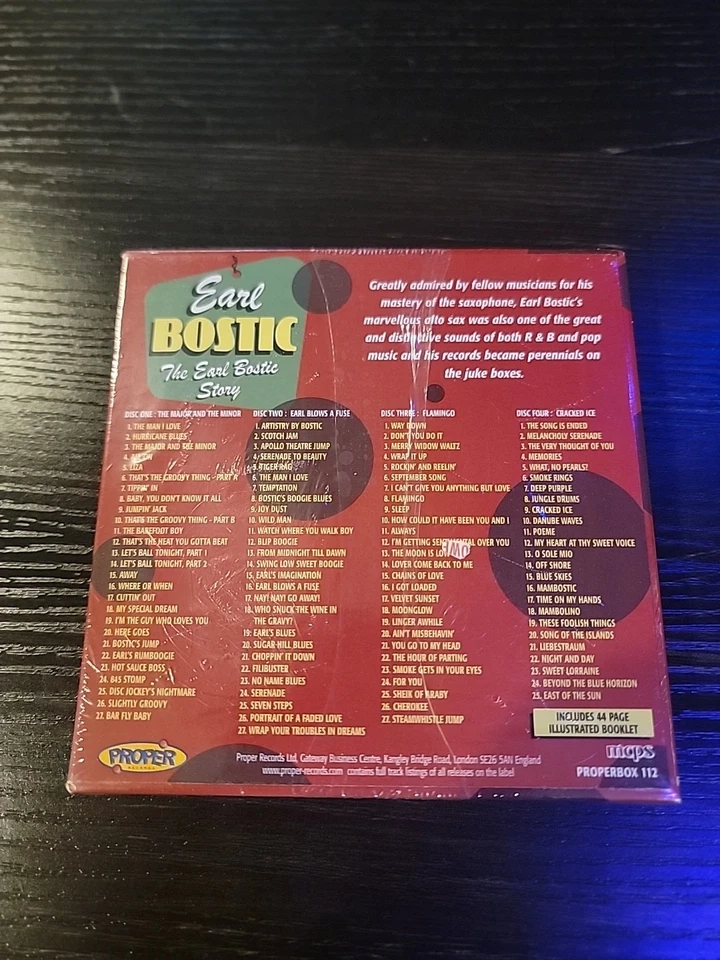 Earl
BOSTIC
The Earl Bostic
Story
Greatly admired by fellow musicians for his
mastery of the saxophone, Earl Bostic's
marvellous alto sax was also one of the great
and distinctive sounds of both R & B and pop
music and his records became perennials on
the juke boxes.
DISC ONE : THE MAJOR AND THE MINOR
1. THE MAN I LOVE
2. HURRICANE BLUES
3. THE MAJOR AND THE MINOR
4. ALL ON
5. LIZA
6. THAT'S THE GROOVY THING - PART A
7. TIPPIN' IN
8. BABY, YOU DON'T KNOW IT ALL
9. JUMPIN' JACK
10. THATS THE GROOVY THING - PART B
11. THE BAREFOOT BOY
12. THAT'S THE HEAT YOU GOTTA BEAT
13. LET'S BALL TONIGHT, PART 1
14. LET'S BALL TONIGHT, PART 2
15. AWAY
16. WHERE OR WHEN
17. CUTTIN' OUT
18. MY SPECIAL DREAM
19. I'M THE GUY WHO LOVES YOU
20. HERE GOES
21. BOSTIC'S JUMP
22. EARL'S RUMBOOGIE
23. HOT SAUCE BOSS
24. 845 STOMP
25. DISC JOCKEY'S NIGHTMARE
26. SLIGHTLY GROOVY
27. BAR FLY BABY
DISC TWO : EARL BLOWS A FUSE
1. ARTISTRY BY BOSTIC
2. SCOTCH JAM
3. APOLLO THEATRE JUMP
4. SERENADE TO BEAUTY
5. TIGER RAG
6. THE MAN I LOVE
7. TEMPTATION
8. BOSTIC'S BOOGIE BLUES
9. JOY DUST
10. WILD MAN
11. WATCH WHERE YOU WALK BOY
12. BLIP BOOGIE
13. FROM MIDNIGHT TILL DAWN
14. SWING LOW SWEET BOOGIE
15. EARL'S IMAGINATION
16. EARL BLOWS A FUSE
17. NAY! NAY! GO AWAY!
18. WHO SNUCK THE WINE IN
THE GRAVY?
19. EARL'S BLUES
20. SUGAR HILL BLUES
21. CHOPPIN' IT DOWN
22. FILIBUSTER
23. NO NAME BLUES
24. SERENADE
25. SEVEN STEPS
26. PORTRAIT OF A FADED LOVE
27. WRAP YOUR TROUBLES IN DREAMS
DISC THREE : FLAMINGO
1. WAY DOWN
2. DON'T YOU DO IT
3. MERRY WIDOW WALTZ
4. WRAP IT UP
5. ROCKIN' AND REELIN'
6. SEPTEMBER SONG
7. I CAN'T GIVE YOU ANYTHING BUT LOVE
8. FLAMINGO
9. SLEEP
10. HOW COULD IT HAVE BEEN YOU AND I
11. ALWAYS
12. I'M GETTING SENTIMENTAL OVER YOU
13. THE MOON IS
14. LOVER COME BACK TO ME
15. CHAINS OF LOVE
16. I GOT LOADED
17. VELVET SUNSET
18. MOONGLOW
19. LINGER AWHILE
20. AIN'T MISBEHAVIN'
21. YOU GO TO MY HEAD
22. THE HOUR OF PARTING
23. SMOKE GETS IN YOUR EYES
24. FOR YOU
25. SHEIK OF ARABY
26. CHEROKEE
27. STEAMWHISTLE JUMP
DISC FOUR : CRACKED ICE
1. THE SONG IS ENDED
2. MELANCHOLY SERENADE
3. THE VERY THOUGHT OF YOU
4. MEMORIES
5. WHAT, NO PEARLS?
6. SMOKE RINGS
7. DEEP PURPLE
8. JUNGLE DRUMS
9. CRACKED ICE
10. DANUBE WAVES
11. POEME
12. MY HEART AT THY SWEET VOICE
13. O SOLE MIO
14. OFF SHORE
15. BLUE SKIES
16. MAMBOSTIC
17. TIME ON MY HANDS
18. MAMBOLINO
19. THESE FOOLISH THINGS
20. SONG OF THE ISLANDS
21. LIEBESTRAUM
22. NIGHT AND DAY
23. SWEET LORRAINE
24. BEYOND THE BLUE HORIZON
25. EAST OF THE SUN
INCLUDES 44 PAGE
ILLUSTRATED BOOKLET
PROPER
RECORDS
Proper Records Ltd, Gateway Business Centre, Kangley Bridge Road, London SE26 5AN England
www.proper-records.com contains full track listings of all releases on the label
mcps
PROPERBOX 112